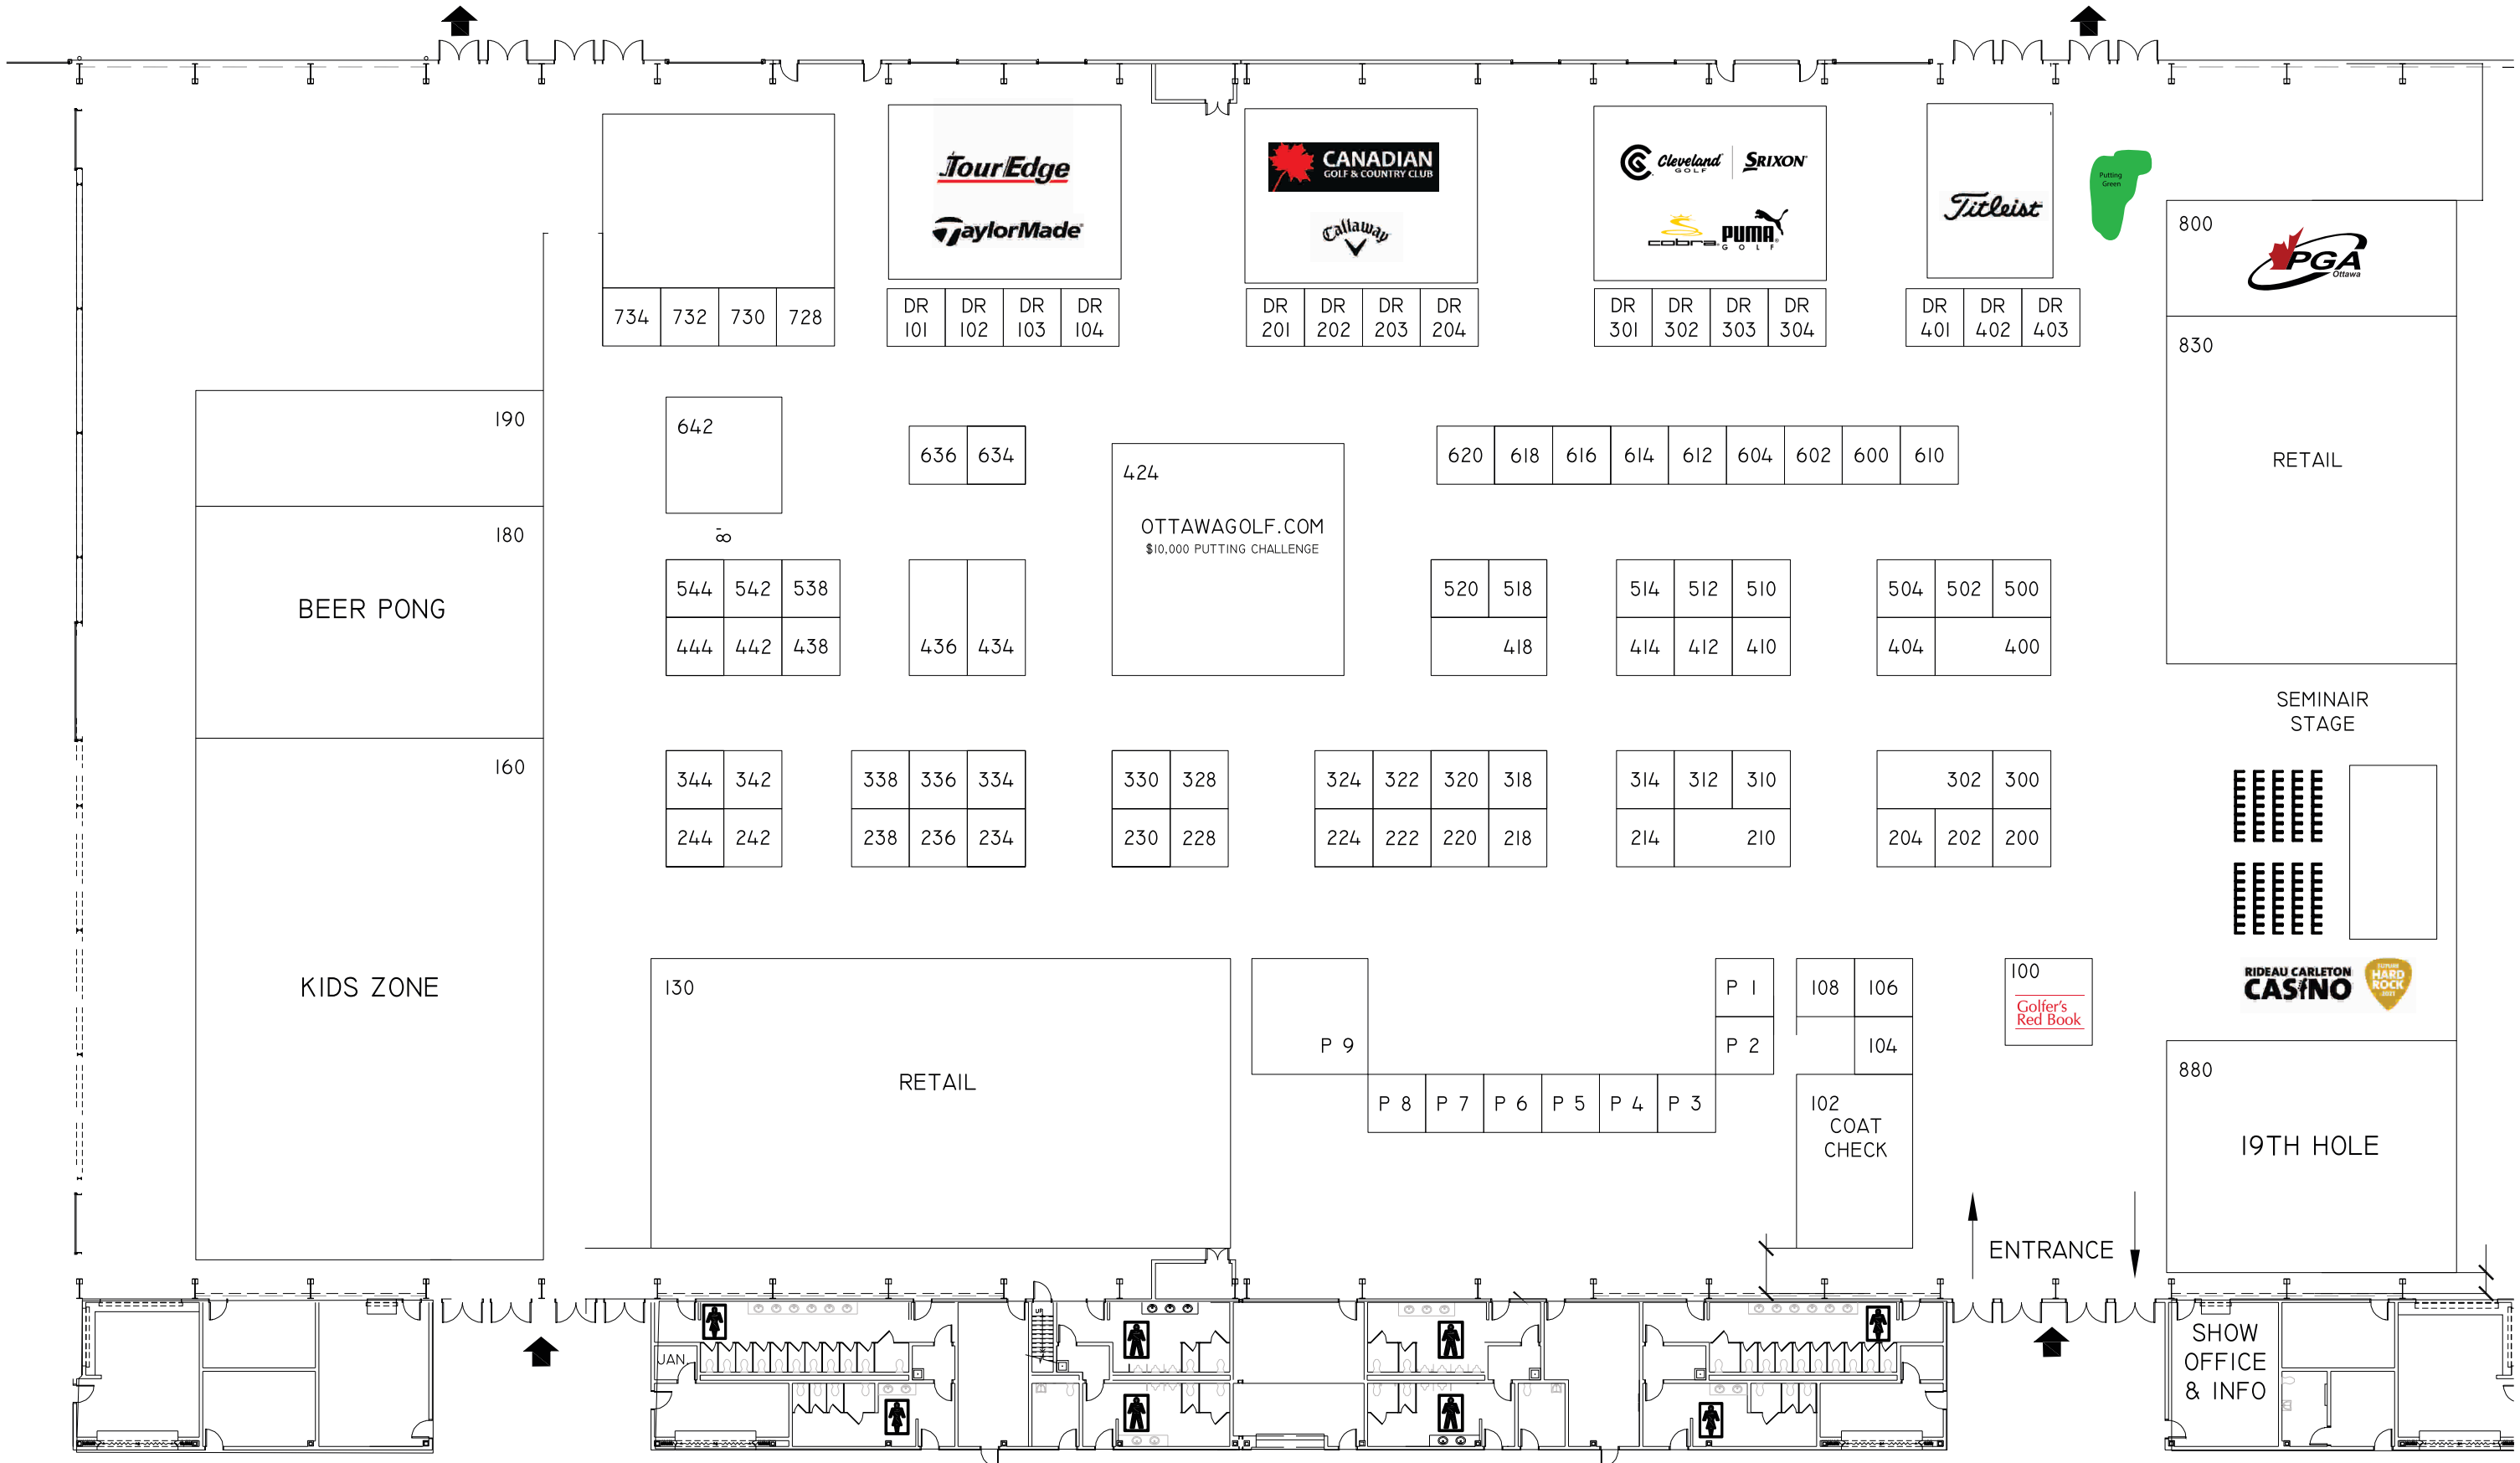 TourEdge
TaylorMade
CANADIAN
GOLF & COUNTRY CLUB
Callaway
Cleveland
GOLF
SRIXON
cobra
PUMA
GOLF
Titleist
Putting
Green
800
PGA
Ottawa
734 732 730 728
DR 101 DR 102 DR 103 DR 104
DR 201 DR 202 DR 203 DR 204
DR 301 DR 302 DR 303 DR 304
DR 401 DR 402 DR 403
830
RETAIL
190
642
636 634
424
OTTAWAGOLF.COM
$10,000 PUTTING CHALLENGE
620 618 616 614 612 604 602 600 610
180
BEER PONG
8'
544 542 538
444 442 438
436 434
520 518
418
514 512 510
414 412 410
504 502 500
404 400
SEMINAIR
STAGE
160
KIDS ZONE
344 342
244 242
338 336 334
238 236 234
330 328
230 228
324 322 320 318
224 222 220 218
314 312 310
214 210
302 300
204 202 200
RIDEAU CARLETON
CASINO
HARD
ROCK
130
RETAIL
P 9
P 1
P 2
P 8 P 7 P 6 P 5 P 4 P 3
108 106
104
102
COAT
CHECK
100
Golfer's
Red Book
880
19TH HOLE
ENTRANCE
UP
JAN.
SHOW
OFFICE
& INFO